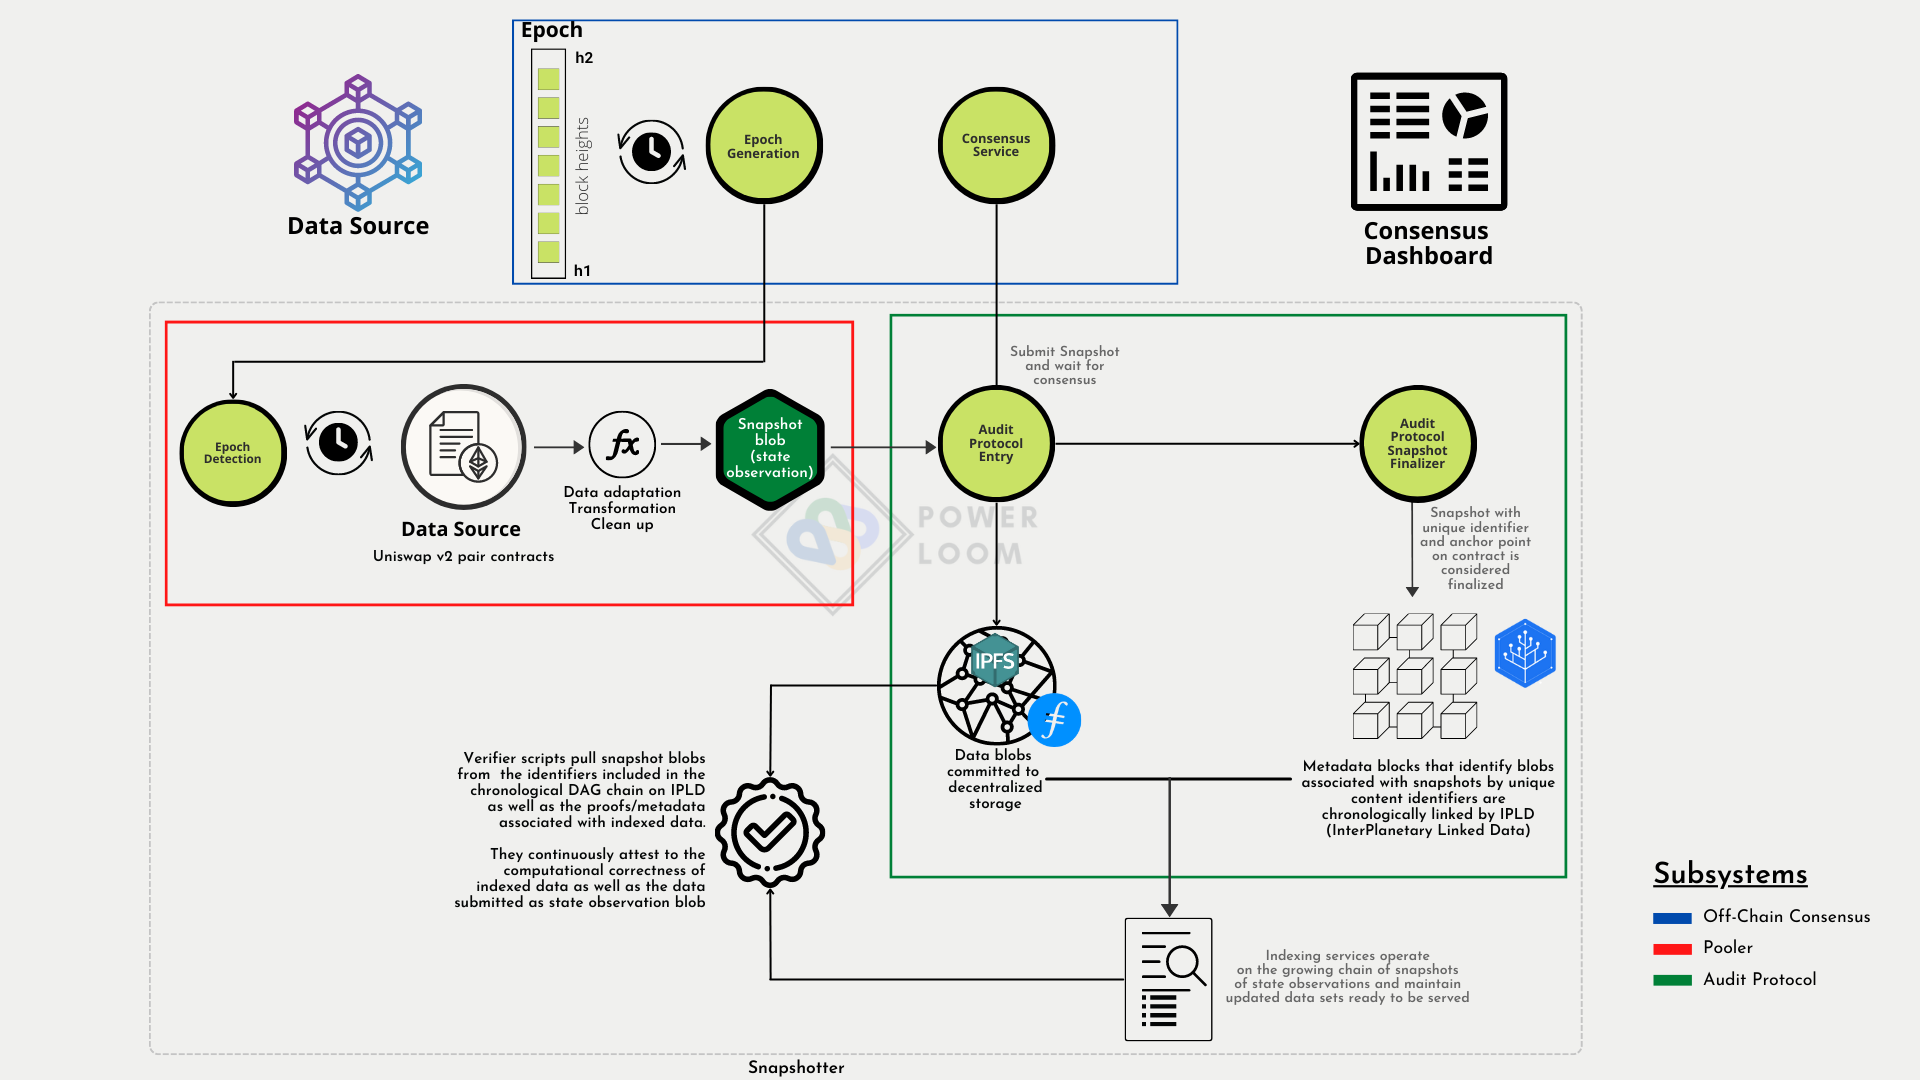 Epoch
h2
block heights
h1
Epoch
Generation
Consensus
Service
Data Source
Consensus
Dashboard
Submit Snapshot
and wait for
consensus
Epoch
Detection
Data Source
Uniswap v2 pair contracts
fx
Data adaptation
Transformation
Clean up
Snapshot
blob
(state
observation)
Audit
Protocol
Entry
Audit
Protocol
Snapshot
Finalizer
POWER
LOOM
Snapshot with
unique identifier
and anchor point
on contract is
considered
finalized
IPFS
Data blobs
committed to
decentralized
storage
Metadata blocks that identify blobs
associated with snapshots by unique
content identifiers are
chronologically linked by IPLD
(InterPlanetary Linked Data)
Verifier scripts pull snapshot blobs
from the identifiers included in the
chronological DAG chain on IPLD
as well as the proofs/metadata
associated with indexed data.
They continuously attest to the
computational correctness of
indexed data as well as the data
submitted as state observation blob
Indexing services operate
on the growing chain of snapshots
of state observations and maintain
updated data sets ready to be served
Subsystems
Off-Chain Consensus
Pooler
Audit Protocol
Snapshotter